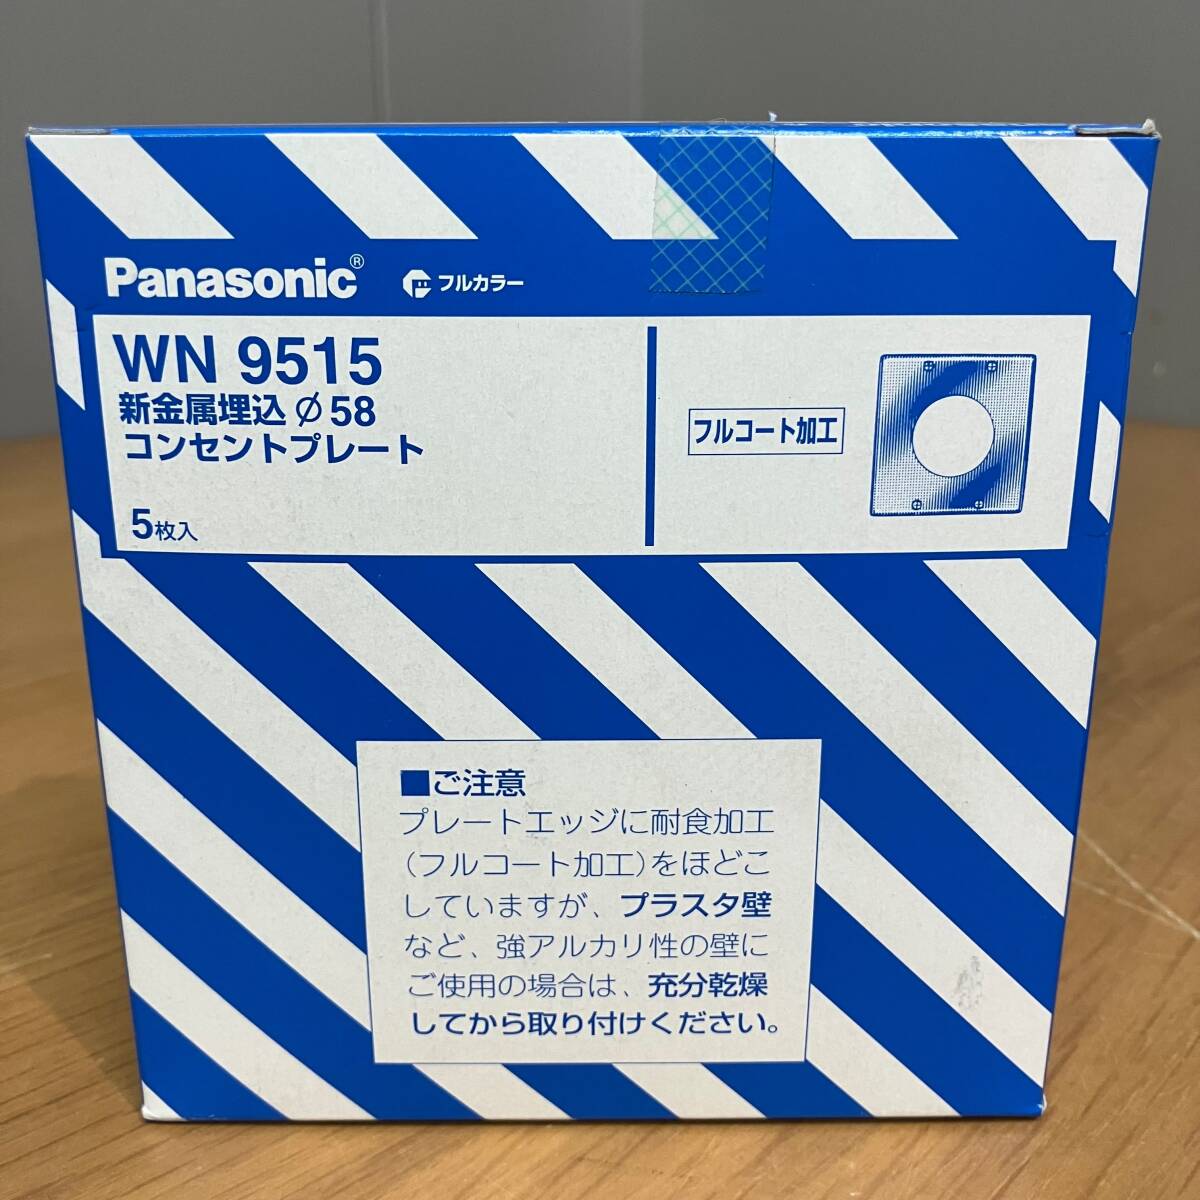 Panasonic®
フルカラー
WN 9515
新金属埋込 φ58
コンセントプレート
5枚入
フルコート加工
■ご注意
プレートエッジに耐食加工
(フルコート加工)をほどこ
していますが、プラスタ壁
など、強アルカリ性の壁に
ご使用の場合は、充分乾燥
してから取り付けください。